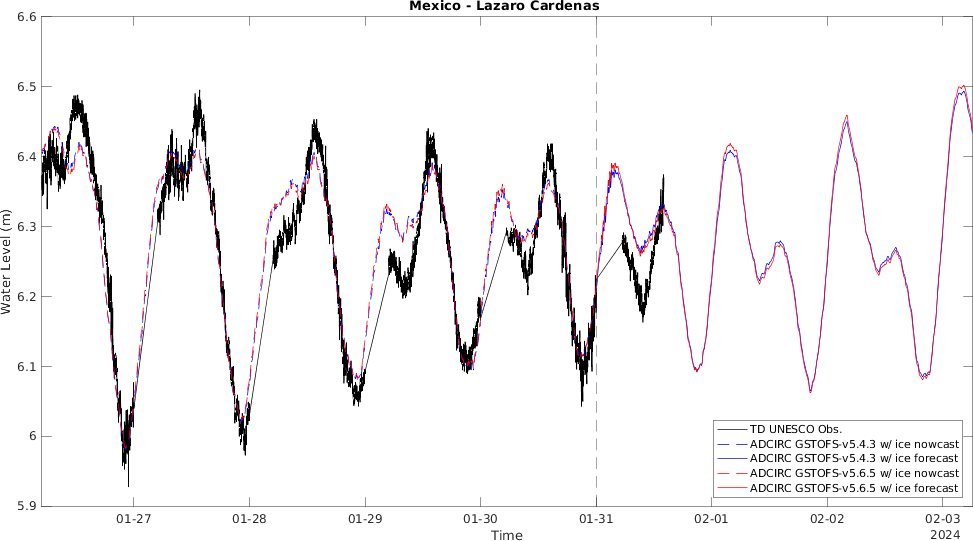 Mexico - Lazaro Cardenas
6.6
6.5
6.4
6.3
6.2
6.1
6
5.9
Water Level (m)
01-27
01-28
01-29
01-30
01-31
02-01
02-02
02-03
Time
2024
TD UNESCO Obs.
ADCIRC GSTOFS-v5.4.3 w/ ice nowcast
ADCIRC GSTOFS-v5.4.3 w/ ice forecast
ADCIRC GSTOFS-v5.6.5 w/ ice nowcast
ADCIRC GSTOFS-v5.6.5 w/ ice forecast